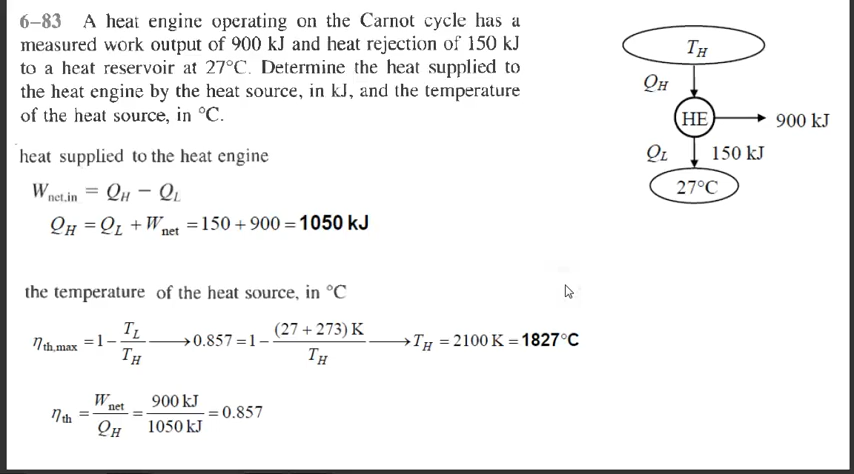 6–83 A heat engine operating on the Carnot cycle has a
measured work output of 900 kJ and heat rejection of 150 kJ
to a heat reservoir at 27°C. Determine the heat supplied to
the heat engine by the heat source, in kJ, and the temperature
of the heat source, in °C.
T_H
Q_H
HE
900 kJ
Q_L
150 kJ
27°C
heat supplied to the heat engine
W_net.in = Q_H − Q_L
Q_H = Q_L + W_net = 150 + 900 = 1050 kJ
the temperature of the heat source, in °C
η_th,max = 1 − T_L/T_H ⟶ 0.857 = 1 − (27 + 273) K/T_H ⟶ T_H = 2100 K = 1827°C
η_th = W_net/Q_H = 900 kJ/1050 kJ = 0.857